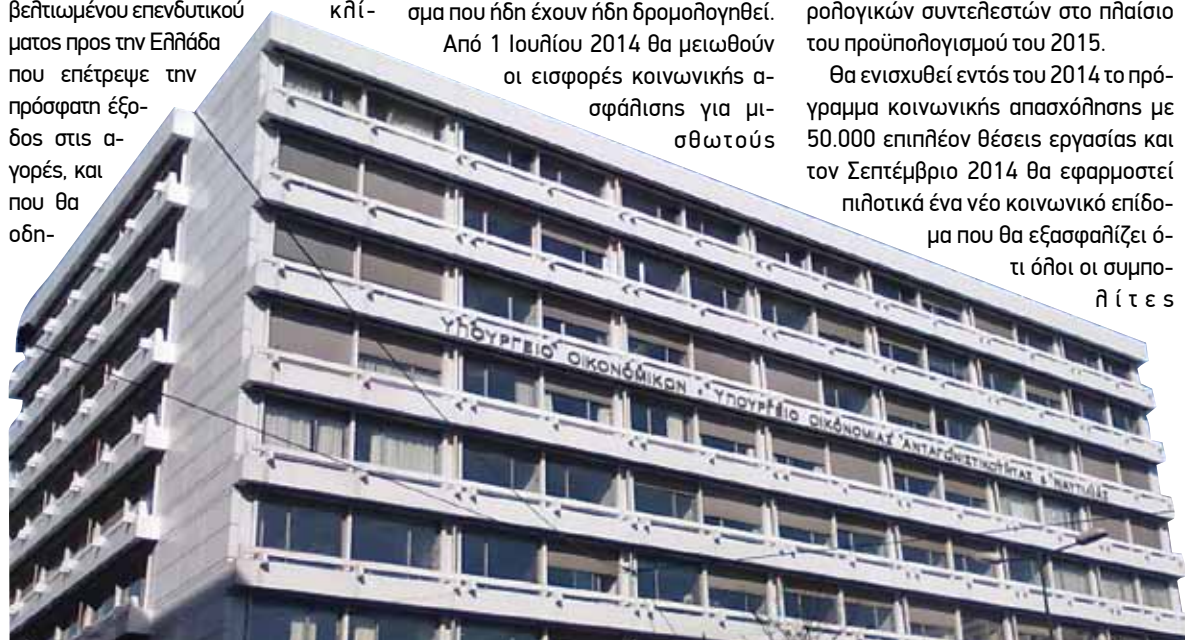 βελτιωμένου επενδυτικού κλί-
ματος προς την Ελλάδα
που επέτρεψε την
πρόσφατη έξο-
δος στις α-
γορές, και
που θα
οδη-
σμα που ήδη έχουν ήδη δρομολογηθεί.
Από 1 Ιουλίου 2014 θα μειωθούν
οι εισφορές κοινωνικής α-
σφάλισης για μι-
σθωτούς
ρολογικών συντελεστών στο πλαίσιο
του προϋπολογισμού του 2015.
Θα ενισχυθεί εντός του 2014 το πρό-
γραμμα κοινωνικής απασχόλησης με
50.000 επιπλέον θέσεις εργασίας και
τον Σεπτέμβριο 2014 θα εφαρμοστεί
πιλοτικά ένα νέο κοινωνικό επίδο-
μα που θα εξασφαλίζει ό-
τι όλοι οι συμπο-
λίτες
ΥΠΟΥΡΓΕΙΟ ΟΙΚΟΝΟΜΙΚΩΝ · ΥΠΟΥΡΓΕΙΟ ΟΙΚΟΝΟΜΙΑΣ ΑΝΤΑΓΩΝΙΣΤΙΚΟΤΗΤΑΣ & ΝΑΥΤΙΛΙΑΣ